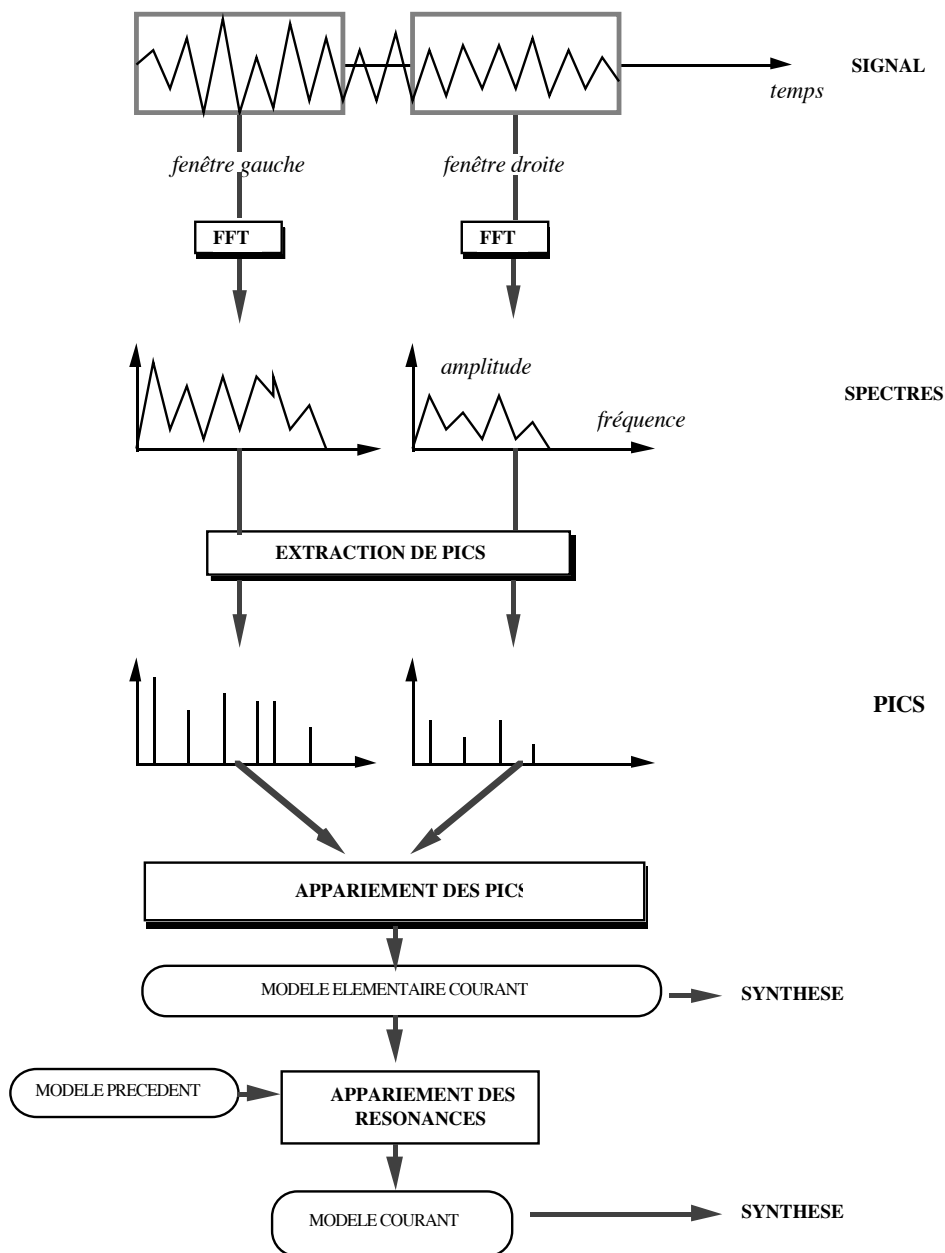 SIGNAL
temps
fenêtre gauche
fenêtre droite
FFT
FFT
amplitude
SPECTRES
fréquence
EXTRACTION DE PICS
PICS
APPARIEMENT DES PICS
MODELE ELEMENTAIRE COURANT
SYNTHESE
MODELE PRECEDENT
APPARIEMENT DES
RESONANCES
MODELE COURANT
SYNTHESE